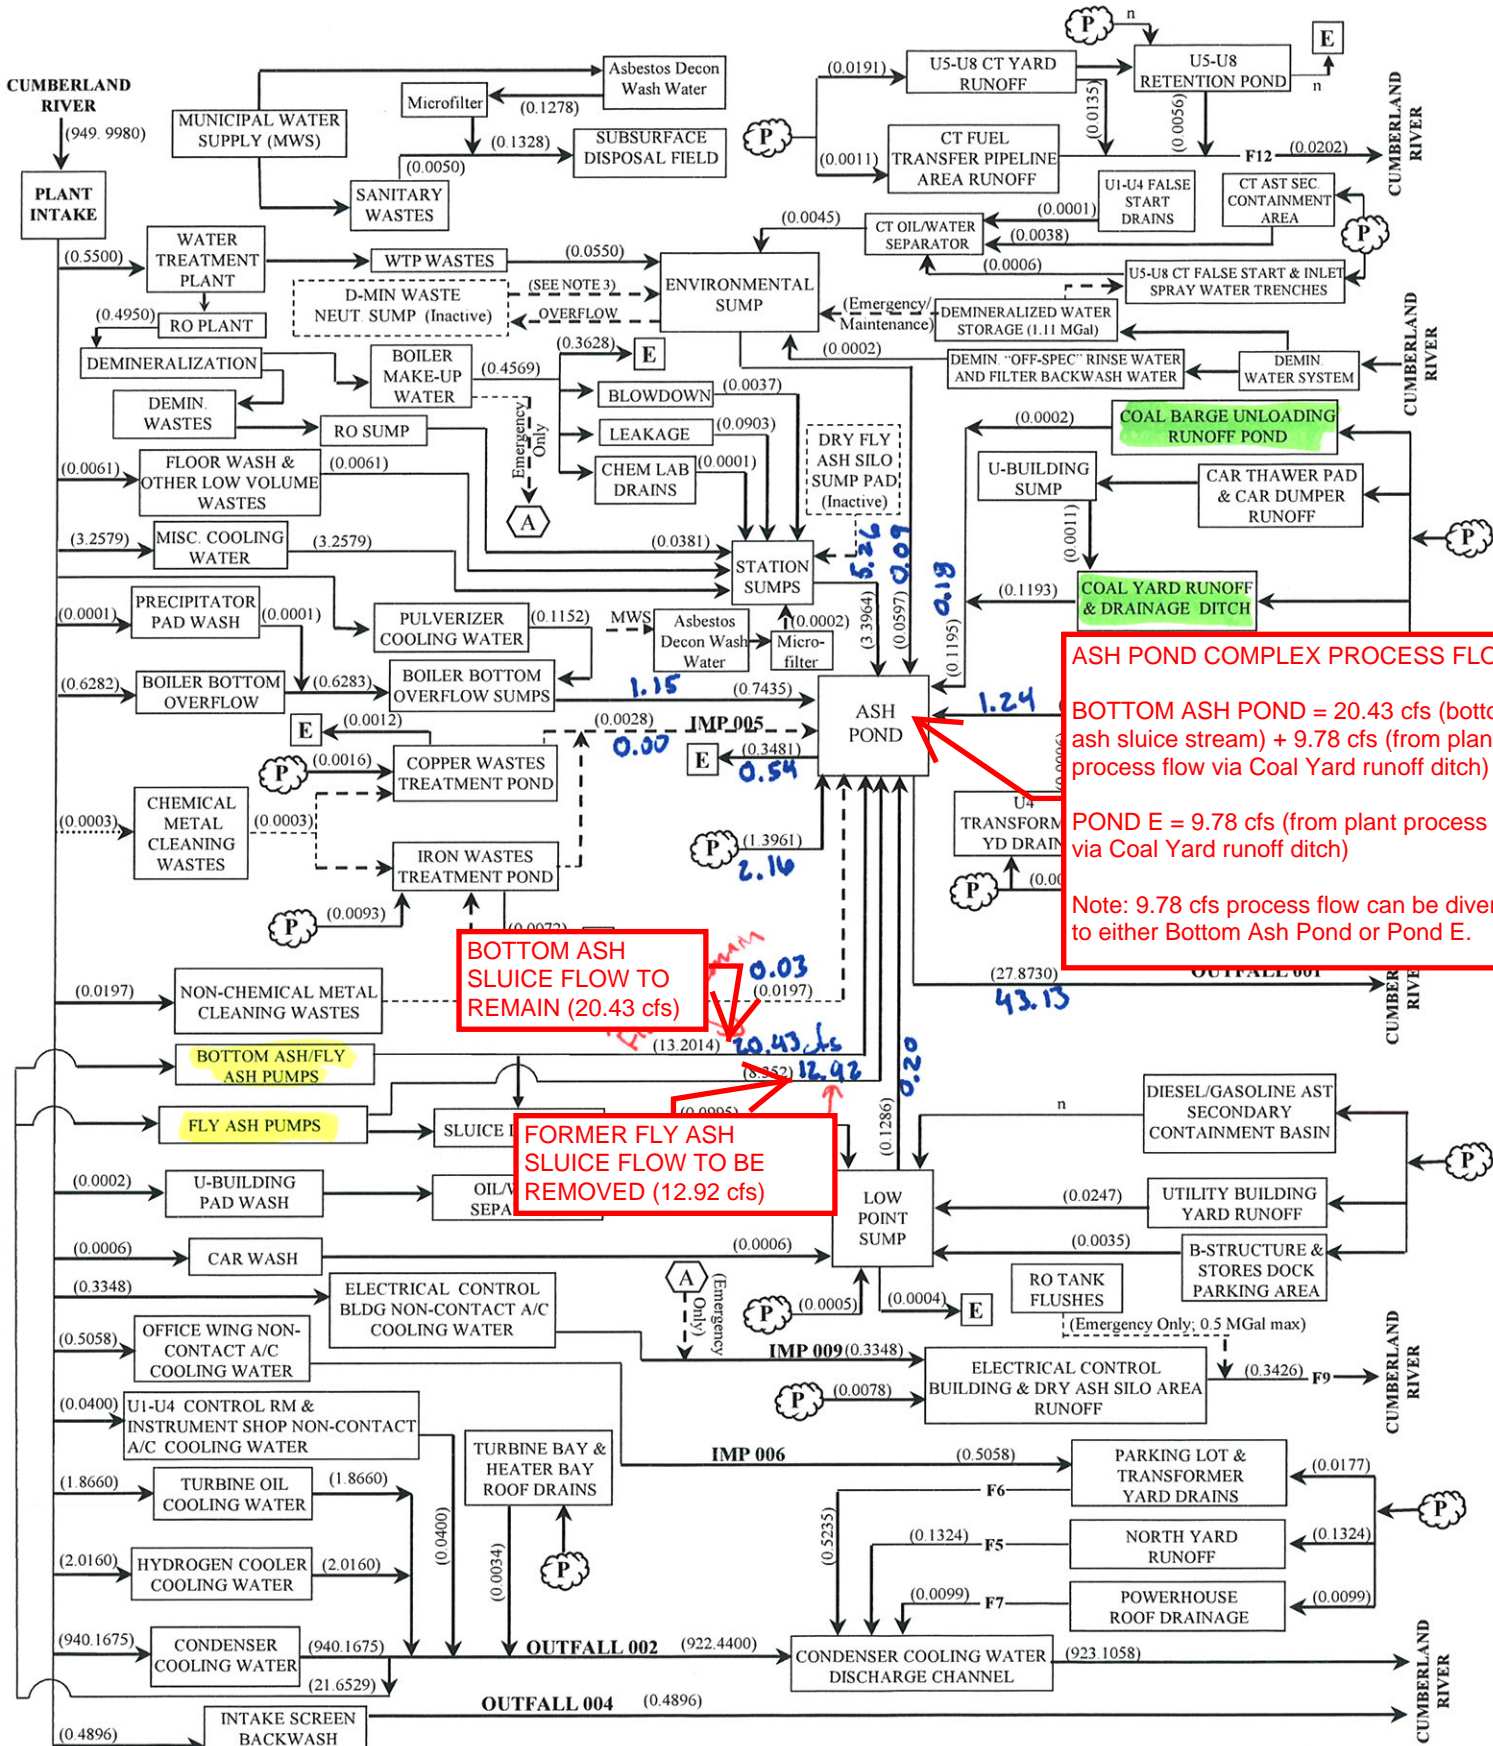 CUMBERLAND
RIVER
(949. 9980)
PLANT
INTAKE
MUNICIPAL WATER
SUPPLY (MWS)
Asbestos Decon
Wash Water
Microfilter
(0.1278)
(0.1328)
SUBSURFACE
DISPOSAL FIELD
(0.0050)
SANITARY
WASTES
P
n
E
(0.0191)
U5-U8 CT YARD
RUNOFF
U5-U8
RETENTION POND
n
P
(0.0135)
(0.0056)
(0.0011)
CT FUEL
TRANSFER PIPELINE
AREA RUNOFF
F12
(0.0202)
CUMBERLAND
RIVER
U1-U4 FALSE
START
DRAINS
CT AST SEC.
CONTAINMENT
AREA
(0.0001)
(0.0045)
CT OIL/WATER
SEPARATOR
(0.0038)
P
(0.0006)
U5-U8 CT FALSE START & INLET
SPRAY WATER TRENCHES
(0.5500)
WATER
TREATMENT
PLANT
WTP WASTES
(0.0550)
D-MIN WASTE
NEUT. SUMP (Inactive)
(SEE NOTE 3)
OVERFLOW
ENVIRONMENTAL
SUMP
(Emergency/
Maintenance)
DEMINERALIZED WATER
STORAGE (1.11 MGal)
(0.4950)
RO PLANT
DEMINERALIZATION
BOILER
MAKE-UP
WATER
(0.4569)
(0.3628)
E
(0.0002)
DEMIN. "OFF-SPEC" RINSE WATER
AND FILTER BACKWASH WATER
DEMIN.
WATER SYSTEM
CUMBERLAND
RIVER
DEMIN.
WASTES
RO SUMP
BLOWDOWN
(0.0037)
LEAKAGE
(0.0903)
CHEM LAB
DRAINS
(0.0001)
Emergency
Only
A
DRY FLY
ASH SILO
SUMP PAD
(Inactive)
(0.0002)
COAL BARGE UNLOADING
RUNOFF POND
U-BUILDING
SUMP
CAR THAWER PAD
& CAR DUMPER
RUNOFF
(0.0011)
P
(0.0061)
FLOOR WASH &
OTHER LOW VOLUME
WASTES
(0.0061)
(3.2579)
MISC. COOLING
WATER
(3.2579)
(0.0381)
STATION
SUMPS
5.26
0.09
0.18
(3.3964)
(0.0597)
(0.1195)
(0.1193)
COAL YARD RUNOFF
& DRAINAGE DITCH
(0.0001)
PRECIPITATOR
PAD WASH
(0.0001)
PULVERIZER
COOLING WATER
(0.1152)
MWS
Asbestos
Decon Wash
Water
(0.0002)
Micro-
filter
(0.6282)
BOILER BOTTOM
OVERFLOW
(0.6283)
BOILER BOTTOM
OVERFLOW SUMPS
1.15
(0.7435)
ASH
POND
1.24
ASH POND COMPLEX PROCESS FLO
BOTTOM ASH POND = 20.43 cfs (botto
ash sluice stream) + 9.78 cfs (from plan
process flow via Coal Yard runoff ditch)
POND E = 9.78 cfs (from plant process
via Coal Yard runoff ditch)
Note: 9.78 cfs process flow can be diver
to either Bottom Ash Pond or Pond E.
E
(0.0012)
(0.0028)
IMP 005
0.00
E
(0.3481)
0.54
P
(0.0016)
COPPER WASTES
TREATMENT POND
(0.0003)
CHEMICAL
METAL
CLEANING
WASTES
(0.0003)
IRON WASTES
TREATMENT POND
P
(0.0093)
(0.0072)
P
(1.3961)
2.16
U4
TRANSFORM
YD DRAIN
P
OUTFALL 001
(27.8730)
43.13
CUMBER
RIVE
BOTTOM ASH
SLUICE FLOW TO
REMAIN (20.43 cfs)
(0.0197)
NON-CHEMICAL METAL
CLEANING WASTES
0.03
(0.0197)
BOTTOM ASH/FLY
ASH PUMPS
(13.2014)
20.43 cfs
(8.352)
12.92
0.20
FLY ASH PUMPS
SLUICE
(0.0995)
FORMER FLY ASH
SLUICE FLOW TO BE
REMOVED (12.92 cfs)
(0.1286)
n
DIESEL/GASOLINE AST
SECONDARY
CONTAINMENT BASIN
P
(0.0002)
U-BUILDING
PAD WASH
OIL/
SEPA
LOW
POINT
SUMP
(0.0247)
UTILITY BUILDING
YARD RUNOFF
(0.0006)
CAR WASH
(0.0006)
(0.0035)
B-STRUCTURE &
STORES DOCK
PARKING AREA
(0.3348)
ELECTRICAL CONTROL
BLDG NON-CONTACT A/C
COOLING WATER
A
(Emergency
Only)
P
(0.0005)
(0.0004)
E
RO TANK
FLUSHES
(Emergency Only; 0.5 MGal max)
(0.5058)
OFFICE WING NON-
CONTACT A/C
COOLING WATER
IMP 009
(0.3348)
P
(0.0078)
ELECTRICAL CONTROL
BUILDING & DRY ASH SILO AREA
RUNOFF
(0.3426)
F9
CUMBERLAND
RIVER
(0.0400)
U1-U4 CONTROL RM &
INSTRUMENT SHOP NON-CONTACT
A/C COOLING WATER
TURBINE BAY &
HEATER BAY
ROOF DRAINS
IMP 006
(0.5058)
PARKING LOT &
TRANSFORMER
YARD DRAINS
(0.0177)
F6
P
(1.8660)
TURBINE OIL
COOLING WATER
(1.8660)
(0.0400)
(0.0034)
P
(0.5235)
(0.1324)
F5
NORTH YARD
RUNOFF
(0.1324)
(2.0160)
HYDROGEN COOLER
COOLING WATER
(2.0160)
(0.0099)
F7
POWERHOUSE
ROOF DRAINAGE
(0.0099)
(940.1675)
CONDENSER
COOLING WATER
(940.1675)
OUTFALL 002
(922.4400)
CONDENSER COOLING WATER
DISCHARGE CHANNEL
(923.1058)
CUMBERLAND
RIVER
(21.6529)
OUTFALL 004
(0.4896)
(0.4896)
INTAKE SCREEN
BACKWASH